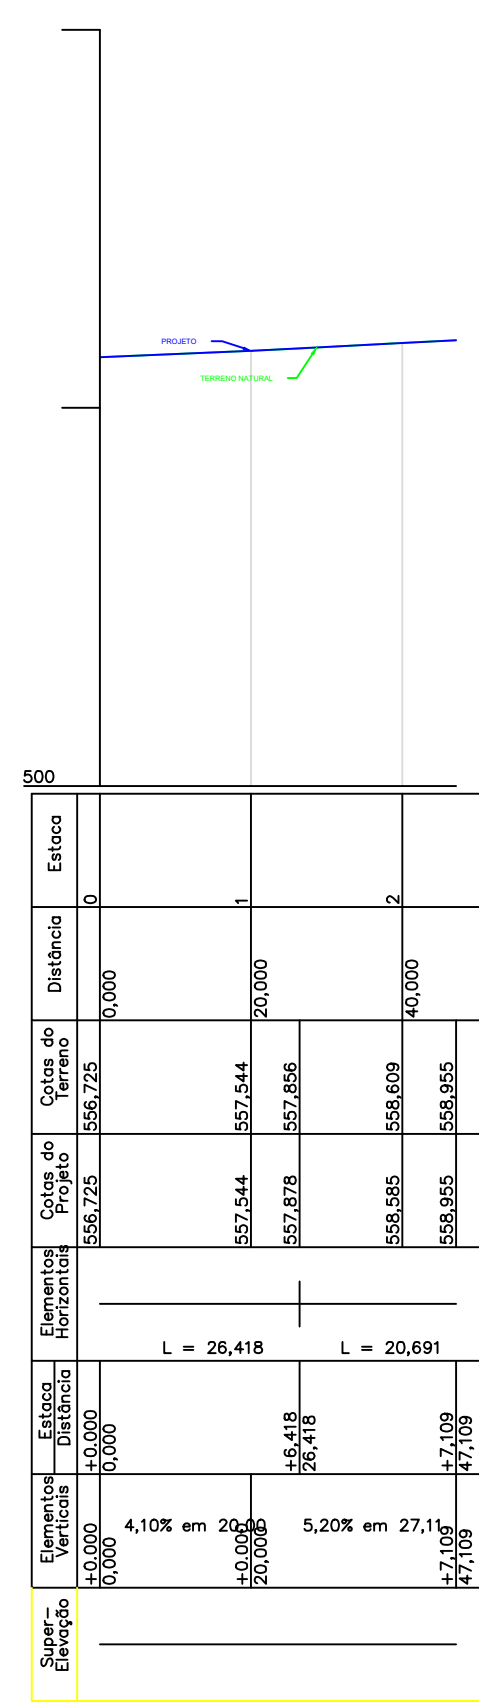 PROJETO
TERRENO NATURAL
500
Estaca
0
1
2
Distância
0,000
20,000
40,000
Cotas do
Terreno
556,725
557,544
557,856
558,609
558,955
Cotas do
Projeto
556,725
557,544
557,878
558,585
558,955
Elementos
Horizontais
L = 26,418
L = 20,691
Estaca
Distância
+0.000
0,000
+6,418
26,418
+7,109
47,109
Elementos
Verticais
+0.000
0,000
4,10% em 20,00
+0.000
20,000
5,20% em 27,11
+7,109
47,109
Super-
Elevação